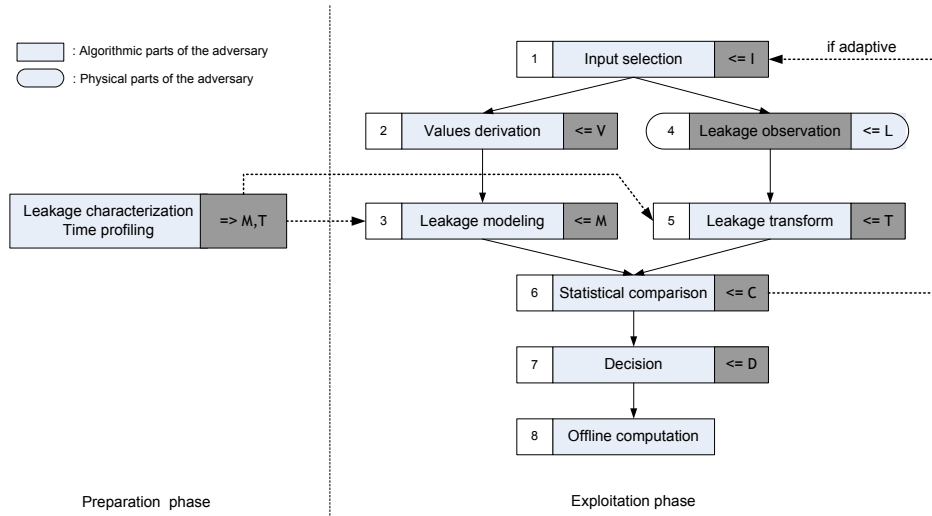 : Algorithmic parts of the adversary
: Physical parts of the adversary
if adaptive
1 Input selection <= I
2 Values derivation <= V
4 Leakage observation <= L
Leakage characterization
Time profiling
=> M,T
3 Leakage modeling <= M
5 Leakage transform <= T
6 Statistical comparison <= C
7 Decision <= D
8 Offline computation
Preparation phase
Exploitation phase